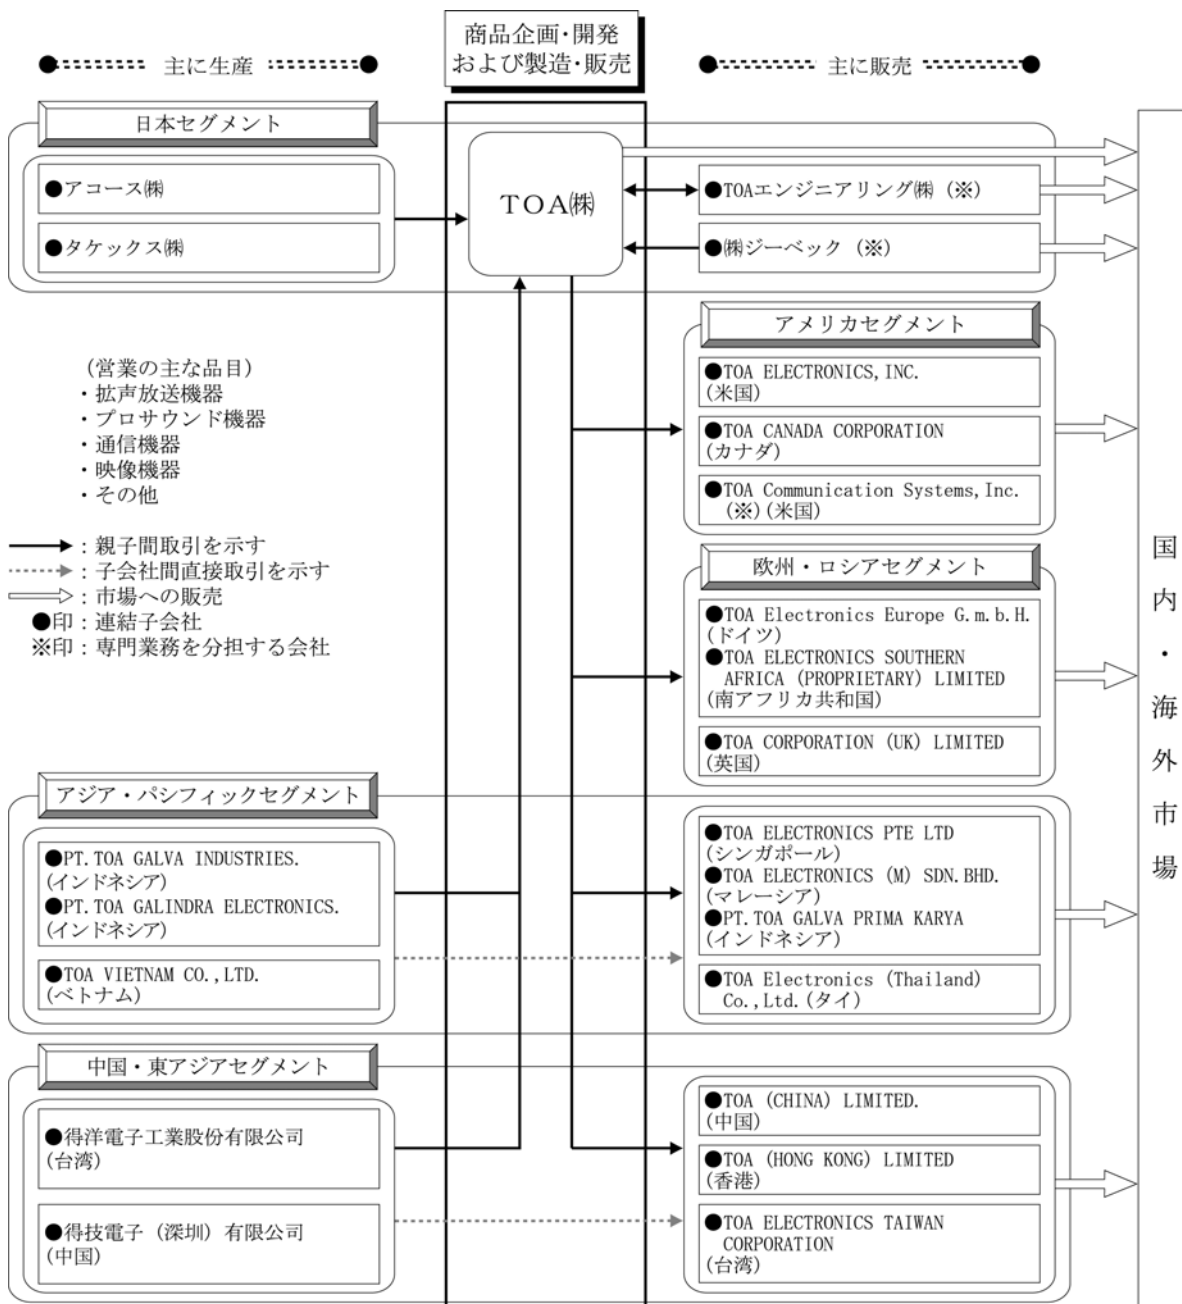 商品企画・開発
および製造・販売
主に生産
主に販売
日本セグメント
●アコース㈱
●タケックス㈱
TOA㈱
●TOAエンジニアリング㈱（※）
●㈱ジーベック（※）
アメリカセグメント
●TOA ELECTRONICS,INC.
(米国)
●TOA CANADA CORPORATION
(カナダ)
●TOA Communication Systems,Inc.
(※)(米国)
（営業の主な品目）
・拡声放送機器
・プロサウンド機器
・通信機器
・映像機器
・その他
：親子間取引を示す
：子会社間直接取引を示す
：市場への販売
●印：連結子会社
※印：専門業務を分担する会社
欧州・ロシアセグメント
●TOA Electronics Europe G.m.b.H.
(ドイツ)
●TOA ELECTRONICS SOUTHERN
AFRICA (PROPRIETARY) LIMITED
(南アフリカ共和国)
●TOA CORPORATION (UK) LIMITED
(英国)
アジア・パシフィックセグメント
●PT.TOA GALVA INDUSTRIES.
(インドネシア)
●PT.TOA GALINDRA ELECTRONICS.
(インドネシア)
●TOA VIETNAM CO.,LTD.
(ベトナム)
●TOA ELECTRONICS PTE LTD
(シンガポール)
●TOA ELECTRONICS (M) SDN.BHD.
(マレーシア)
●PT.TOA GALVA PRIMA KARYA
(インドネシア)
●TOA Electronics (Thailand)
Co.,Ltd.(タイ)
中国・東アジアセグメント
●得洋電子工業股份有限公司
(台湾)
●得技電子（深圳）有限公司
(中国)
●TOA (CHINA) LIMITED.
(中国)
●TOA (HONG KONG) LIMITED
(香港)
●TOA ELECTRONICS TAIWAN
CORPORATION
(台湾)
国内・海外市場